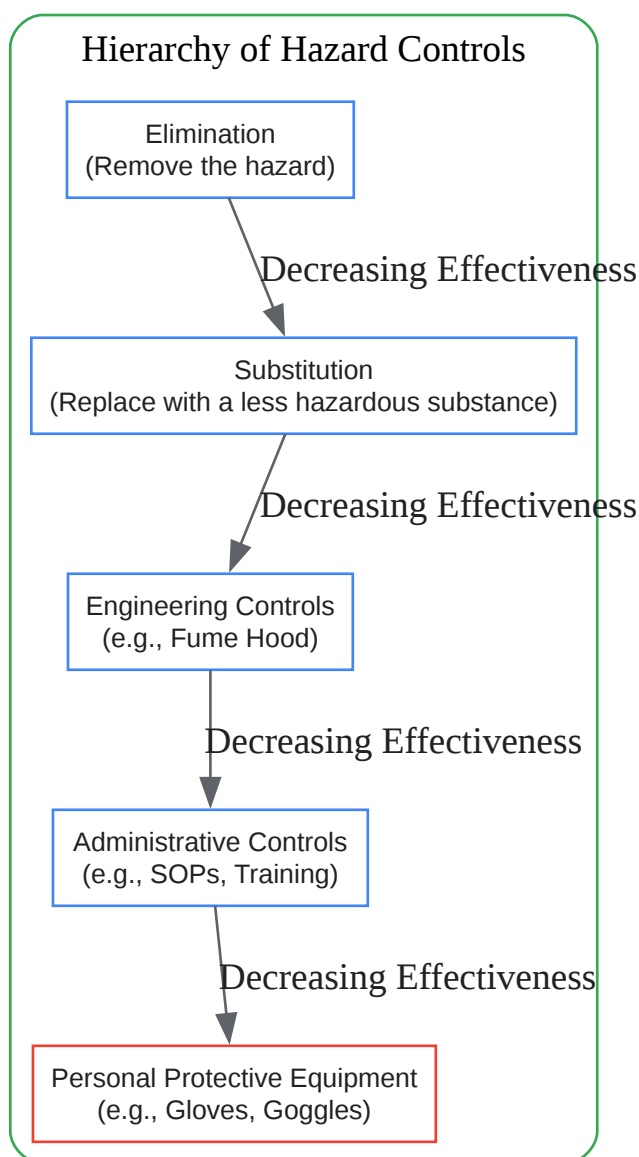 Hierarchy of Hazard Controls
Elimination
(Remove the hazard)
Decreasing Effectiveness
Substitution
(Replace with a less hazardous substance)
Decreasing Effectiveness
Engineering Controls
(e.g., Fume Hood)
Decreasing Effectiveness
Administrative Controls
(e.g., SOPs, Training)
Decreasing Effectiveness
Personal Protective Equipment
(e.g., Gloves, Goggles)